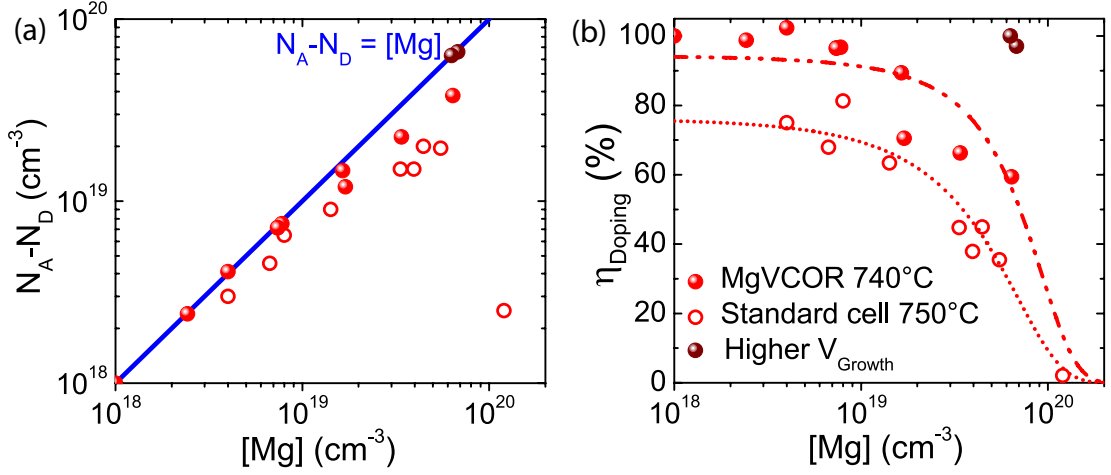 (a)
N_A-N_D = [Mg]
N_A-N_D (cm^-3)
10^20
10^19
10^18
10^18 10^19 10^20
[Mg] (cm^-3)
(b)
η_Doping (%)
100
80
60
40
20
0
MgVCOR 740°C
Standard cell 750°C
Higher V_Growth
10^18 10^19 10^20
[Mg] (cm^-3)